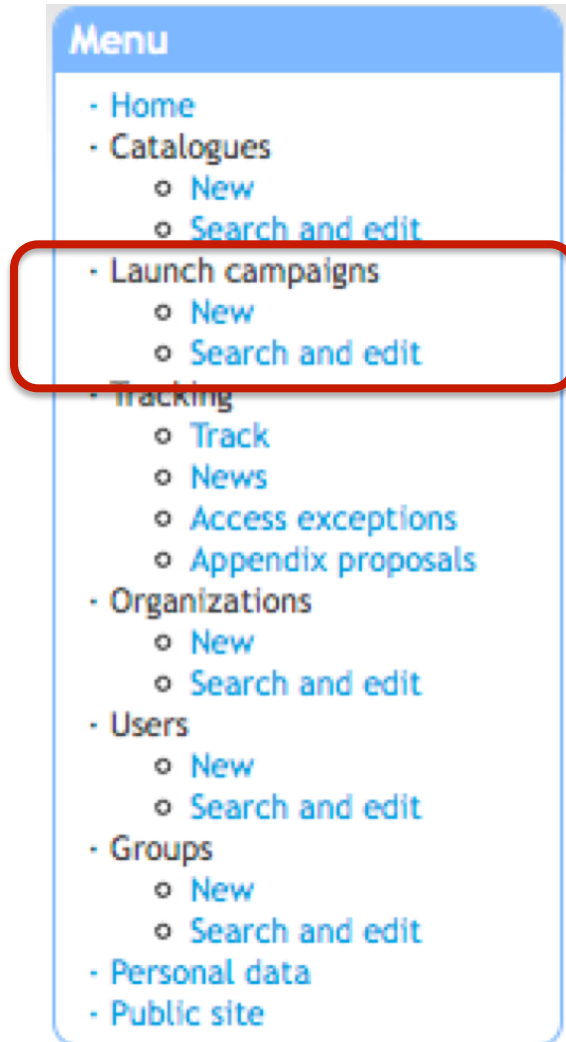 Menu
· Home
· Catalogues
o New
o Search and edit
· Launch campaigns
o New
o Search and edit
· Tracking
o Track
o News
o Access exceptions
o Appendix proposals
· Organizations
o New
o Search and edit
· Users
o New
o Search and edit
· Groups
o New
o Search and edit
· Personal data
· Public site